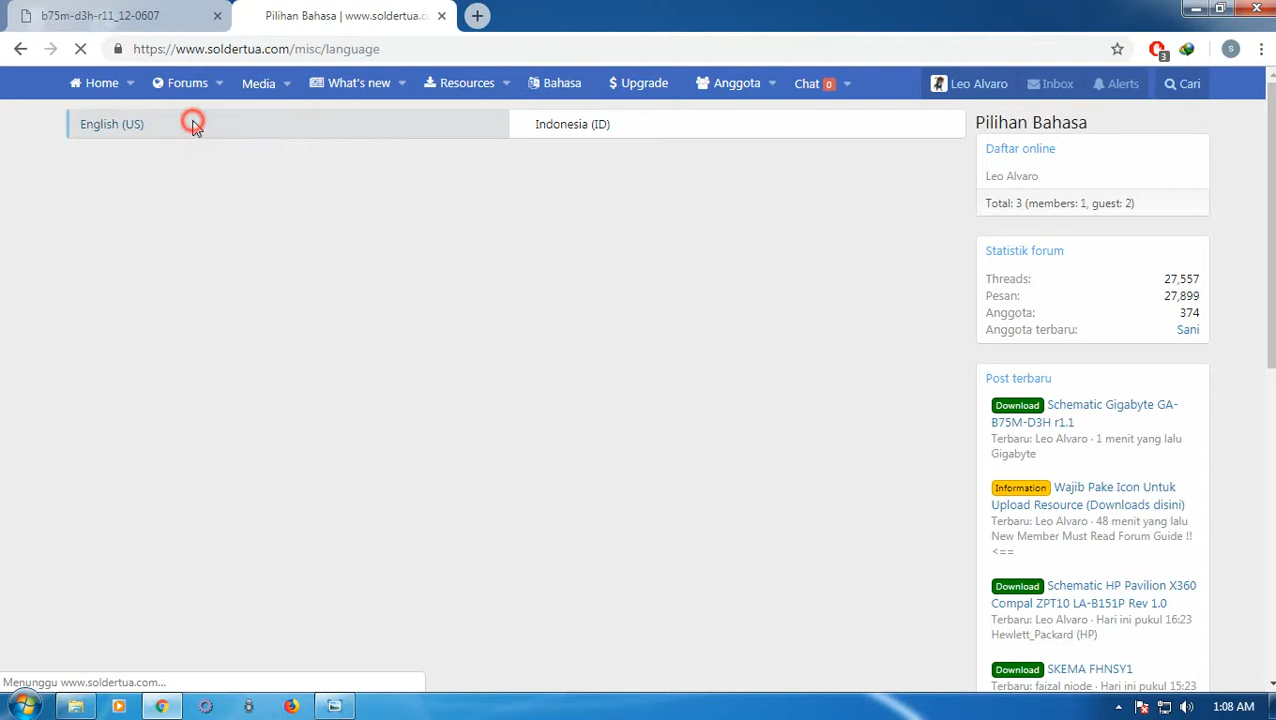 b75m-d3h-r11_12-0607
Pilihan Bahasa | www.soldertua.c
https://www.soldertua.com/misc/language
3
S
Home Forums Media What's new Resources Bahasa Upgrade Anggota Chat 0 Leo Alvaro Inbox Alerts Cari
English (US)
Indonesia (ID)
Pilihan Bahasa
Daftar online
Leo Alvaro
Total: 3 (members: 1, guest: 2)
Statistik forum
Threads: 27,557
Pesan: 27,899
Anggota: 374
Anggota terbaru: Sani
Post terbaru
Download Schematic Gigabyte GA-
B75M-D3H r1.1
Terbaru: Leo Alvaro · 1 menit yang lalu
Gigabyte
Information Wajib Pake Icon Untuk
Upload Resource (Downloads disini)
Terbaru: Leo Alvaro · 48 menit yang lalu
New Member Must Read Forum Guide !!
<==
Download Schematic HP Pavilion X360
Compal ZPT10 LA-B151P Rev 1.0
Terbaru: Leo Alvaro · Hari ini pukul 16:23
Hewlett_Packard (HP)
Download SKEMA FHNSY1
Terbaru: faizal niode · Hari ini pukul 15:23
Menunggu www.soldertua.com...
1:08 AM